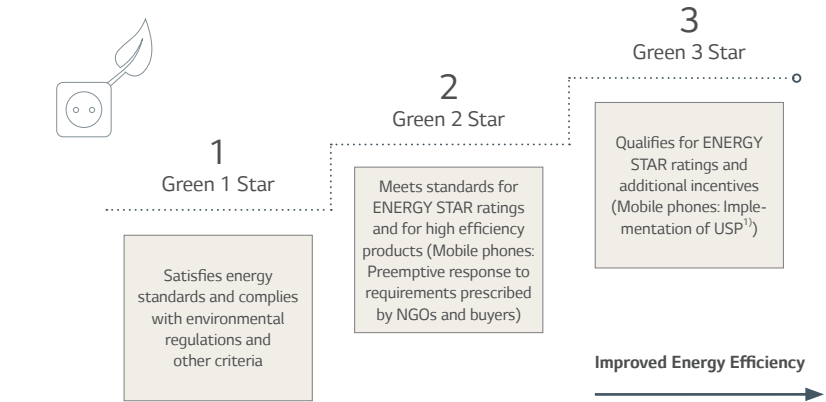 1
Green 1 Star
Satisfies energy
standards and complies
with environmental
regulations and
other criteria
2
Green 2 Star
Meets standards for
ENERGY STAR ratings
and for high efficiency
products (Mobile phones:
Preemptive response to
requirements prescribed
by NGOs and buyers)
3
Green 3 Star
Qualifies for ENERGY
STAR ratings and
additional incentives
(Mobile phones: Imple-
mentation of USP1))
Improved Energy Efficiency